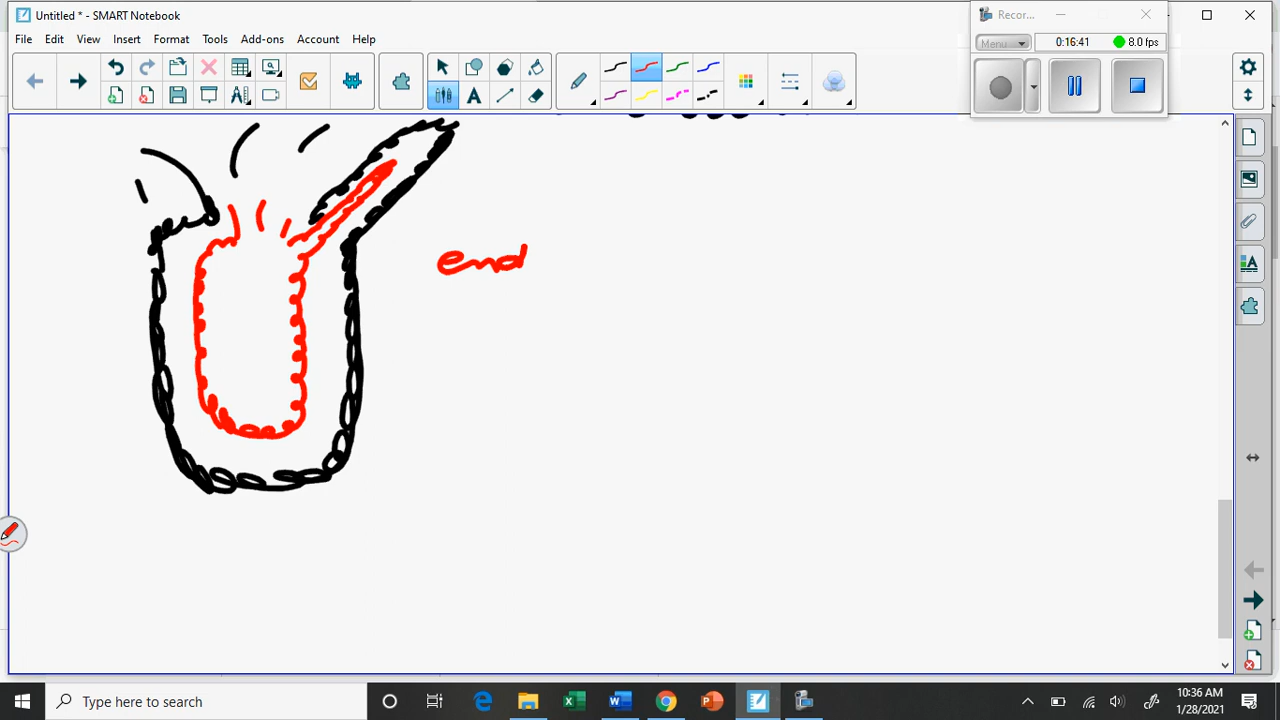 Untitled * - SMART Notebook
Recor...
File Edit View Insert Format Tools Add-ons Account Help
Menu
0:16:41
8.0 fps
end
Type here to search
10:36 AM
1/28/2021